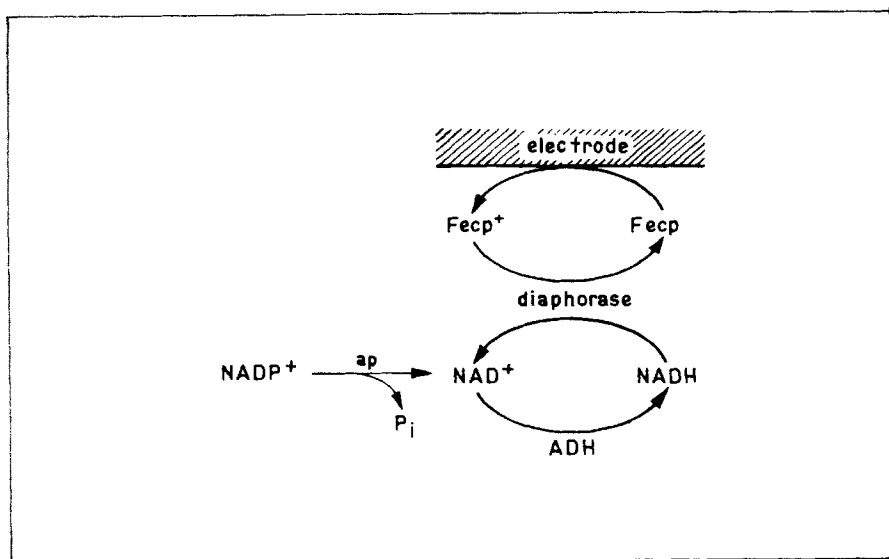 electrode
Fecp⁺ Fecp
diaphorase
ap
NADP⁺ NAD⁺ NADH
Pᵢ
ADH